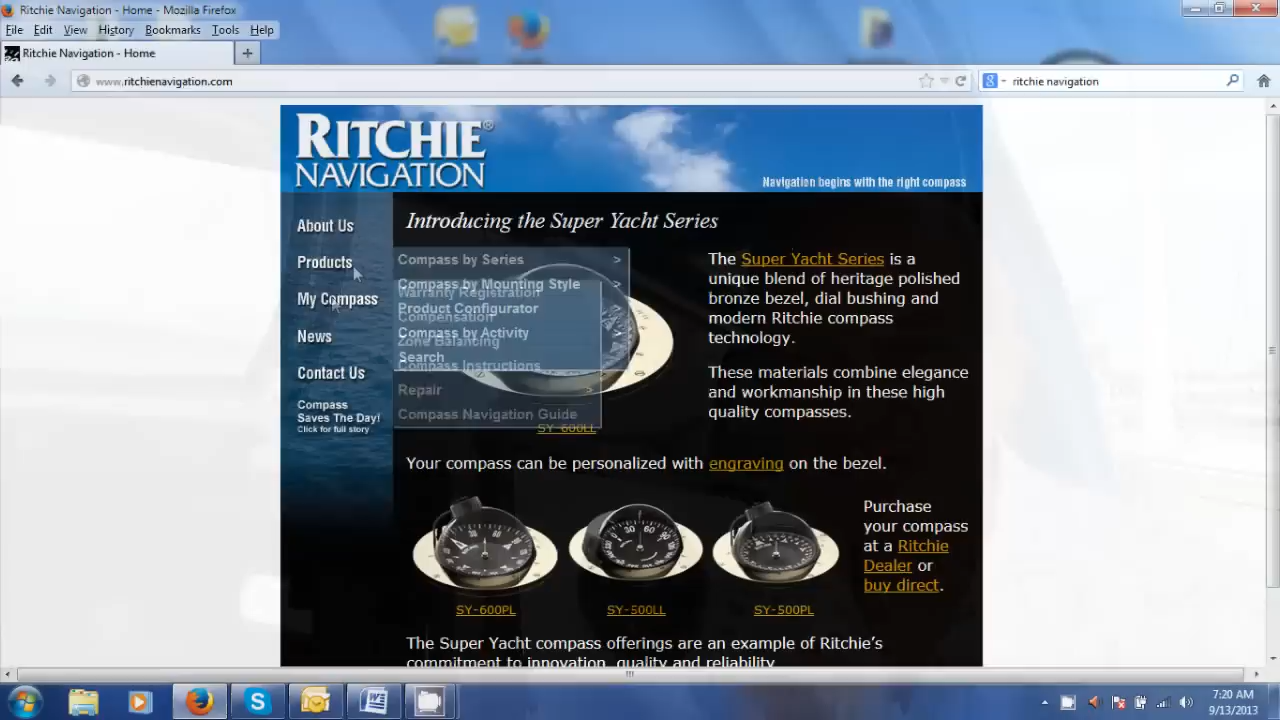 Ritchie Navigation - Home - Mozilla Firefox
File Edit View History Bookmarks Tools Help
Ritchie Navigation - Home
www.ritchienavigation.com
ritchie navigation
RITCHIE®
NAVIGATION
Navigation begins with the right compass
About Us
Products
My Compass
News
Contact Us
Compass
Saves The Day!
Click for full story
Introducing the Super Yacht Series
Compass by Series >
Compass by Mounting Style >
Warranty Registration
Product Configurator >
Compensation
Compass by Activity >
Zone Balancing
Search
Compass Instructions
Repair >
Compass Navigation Guide
SY-600LL
The Super Yacht Series is a
unique blend of heritage polished
bronze bezel, dial bushing and
modern Ritchie compass
technology.
These materials combine elegance
and workmanship in these high
quality compasses.
Your compass can be personalized with engraving on the bezel.
SY-600PL
SY-500LL
SY-500PL
Purchase
your compass
at a Ritchie
Dealer or
buy direct.
The Super Yacht compass offerings are an example of Ritchie's
commitment to innovation, quality and reliability.
7:20 AM
9/13/2013